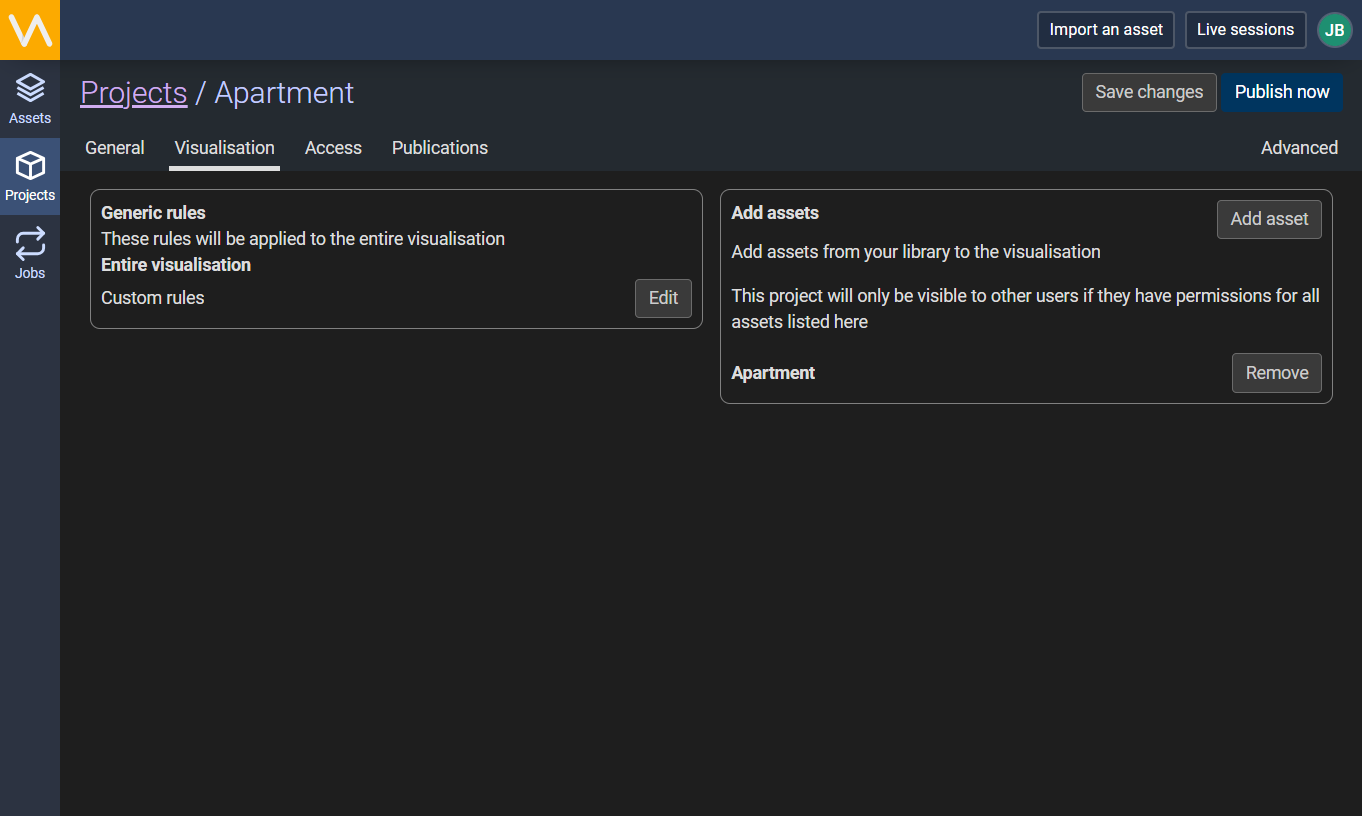 Import an asset
Live sessions
JB
Assets
Projects
Jobs
Projects / Apartment
Save changes
Publish now
General
Visualisation
Access
Publications
Advanced
Generic rules
These rules will be applied to the entire visualisation
Entire visualisation
Custom rules
Edit
Add assets
Add asset
Add assets from your library to the visualisation
This project will only be visible to other users if they have permissions for all
assets listed here
Apartment
Remove